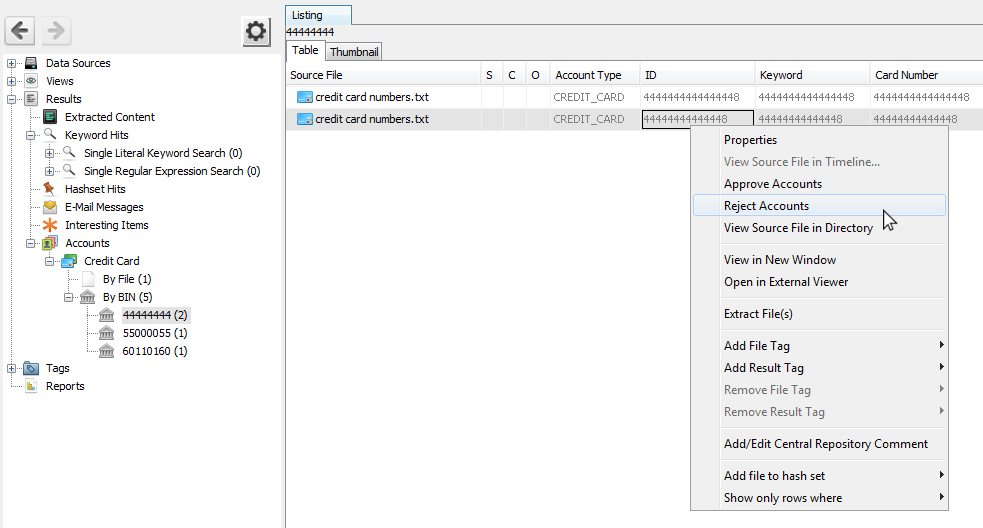 Listing
44444444
Table
Thumbnail
Source File
S
C
O
Account Type
ID
Keyword
Card Number
credit card numbers.txt
CREDIT_CARD
4444444444444448
4444444444444448
4444444444444448
credit card numbers.txt
CREDIT_CARD
44444444444448
44444444444448
44444444444448
Data Sources
Views
Results
Extracted Content
Keyword Hits
Single Literal Keyword Search (0)
Single Regular Expression Search (0)
Hashset Hits
E-Mail Messages
Interesting Items
Accounts
Credit Card
By File (1)
By BIN (5)
44444444 (2)
55000055 (1)
60110160 (1)
Tags
Reports
Properties
View Source File in Timeline...
Approve Accounts
Reject Accounts
View Source File in Directory
View in New Window
Open in External Viewer
Extract File(s)
Add File Tag
Add Result Tag
Remove File Tag
Remove Result Tag
Add/Edit Central Repository Comment
Add file to hash set
Show only rows where